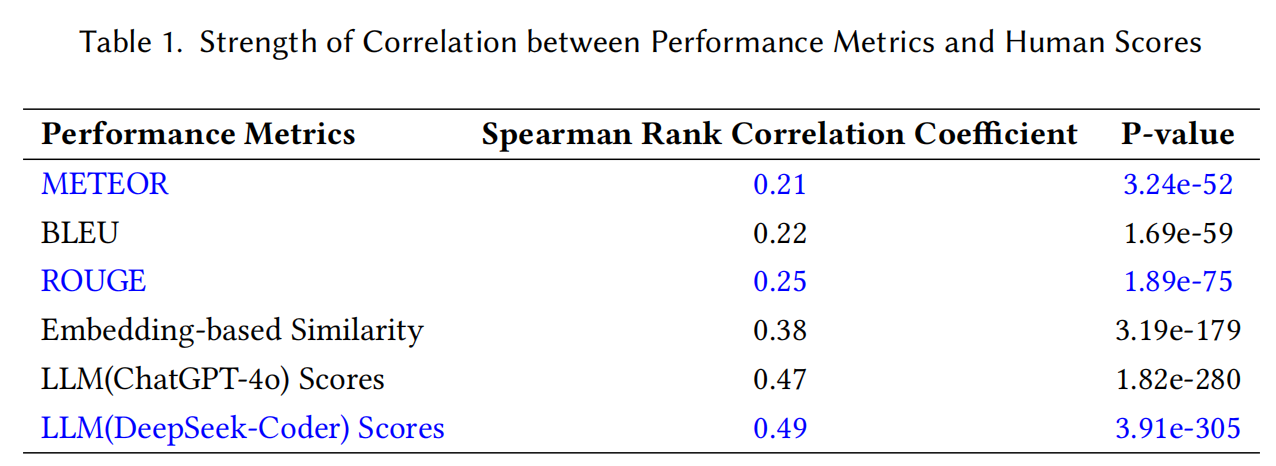 Table 1. Strength of Correlation between Performance Metrics and Human Scores
Performance Metrics Spearman Rank Correlation Coefficient P-value
METEOR 0.21 3.24e-52
BLEU 0.22 1.69e-59
ROUGE 0.25 1.89e-75
Embedding-based Similarity 0.38 3.19e-179
LLM(ChatGPT-4o) Scores 0.47 1.82e-280
LLM(DeepSeek-Coder) Scores 0.49 3.91e-305